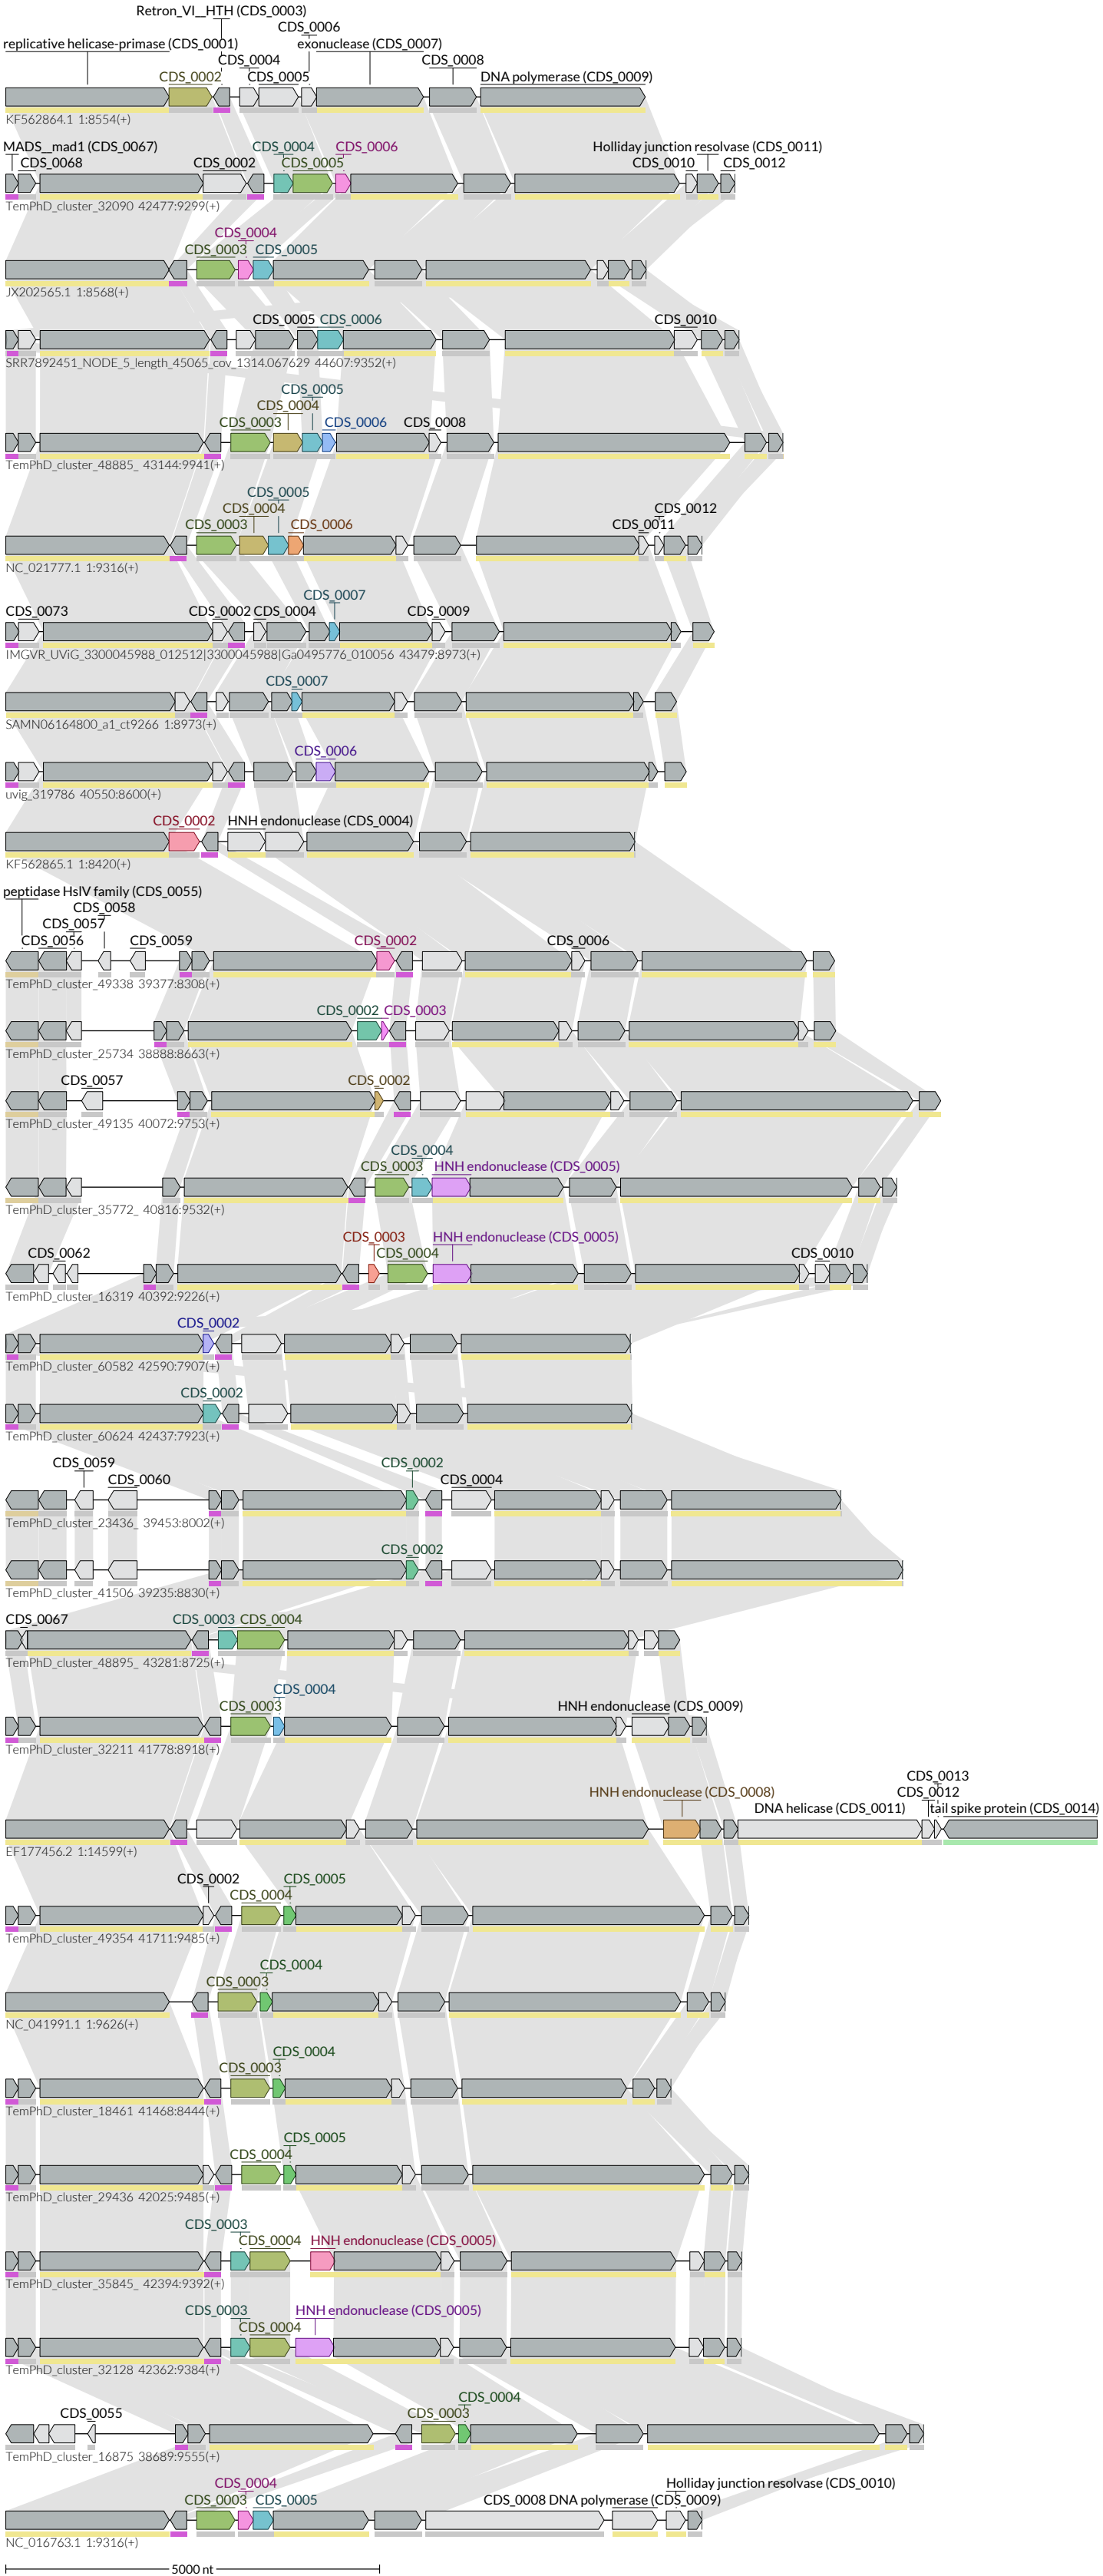 Retron_VI__HTH (CDS_0003)
CDS_0006
replicative helicase-primase (CDS_0001)
exonuclease (CDS_0007)
CDS_0004
CDS_0008
CDS_0002
CDS_0005
DNA polymerase (CDS_0009)
KF562864.1 1:8554(+)
MADS__mad1 (CDS_0067)
CDS_0004
CDS_0006
Holliday junction resolvase (CDS_0011)
CDS_0068
CDS_0002
CDS_0005
CDS_0010
CDS_0012
TemPhD_cluster_32090 42477:9299(+)
CDS_0004
CDS_0003
CDS_0005
JX202565.1 1:8568(+)
CDS_0005
CDS_0006
CDS_0010
SRR7892451_NODE_5_length_45065_cov_1314.067629 44607:9352(+)
CDS_0005
CDS_0004
CDS_0003
CDS_0006
CDS_0008
TemPhD_cluster_48885_ 43144:9941(+)
CDS_0005
CDS_0004
CDS_0012
CDS_0003
CDS_0006
CDS_0011
NC_021777.1 1:9316(+)
CDS_0007
CDS_0073
CDS_0002
CDS_0004
CDS_0009
IMGVR_UViG_3300045988_012512|3300045988|Ga0495776_010056 43479:8973(+)
CDS_0007
SAMN06164800_a1_ct9266 1:8973(+)
CDS_0006
uvig_319786 40550:8600(+)
CDS_0002
HNH endonuclease (CDS_0004)
KF562865.1 1:8420(+)
peptidase HslV family (CDS_0055)
CDS_0058
CDS_0057
CDS_0056
CDS_0059
CDS_0002
CDS_0006
TemPhD_cluster_49338 39377:8308(+)
CDS_0002
CDS_0003
TemPhD_cluster_25734 38888:8663(+)
CDS_0057
CDS_0002
TemPhD_cluster_49135 40072:9753(+)
CDS_0004
CDS_0003
HNH endonuclease (CDS_0005)
TemPhD_cluster_35772_ 40816:9532(+)
CDS_0003
HNH endonuclease (CDS_0005)
CDS_0062
CDS_0004
CDS_0010
TemPhD_cluster_16319 40392:9226(+)
CDS_0002
TemPhD_cluster_60582 42590:7907(+)
CDS_0002
TemPhD_cluster_60624 42437:7923(+)
CDS_0059
CDS_0002
CDS_0060
CDS_0004
TemPhD_cluster_23436_ 39453:8002(+)
CDS_0002
TemPhD_cluster_41506 39235:8830(+)
CDS_0067
CDS_0003
CDS_0004
TemPhD_cluster_48895_ 43281:8725(+)
CDS_0004
CDS_0003
HNH endonuclease (CDS_0009)
TemPhD_cluster_32211 41778:8918(+)
CDS_0013
HNH endonuclease (CDS_0008)
CDS_0012
DNA helicase (CDS_0011)
tail spike protein (CDS_0014)
EF177456.2 1:14599(+)
CDS_0002
CDS_0005
CDS_0004
TemPhD_cluster_49354 41711:9485(+)
CDS_0004
CDS_0003
NC_041991.1 1:9626(+)
CDS_0004
CDS_0003
TemPhD_cluster_18461 41468:8444(+)
CDS_0005
CDS_0004
TemPhD_cluster_29436 42025:9485(+)
CDS_0003
CDS_0004
HNH endonuclease (CDS_0005)
TemPhD_cluster_35845_ 42394:9392(+)
CDS_0003
HNH endonuclease (CDS_0005)
CDS_0004
TemPhD_cluster_32128 42362:9384(+)
CDS_0004
CDS_0055
CDS_0003
TemPhD_cluster_16875 38689:9555(+)
CDS_0004
Holliday junction resolvase (CDS_0010)
CDS_0003
CDS_0005
CDS_0008
DNA polymerase (CDS_0009)
NC_016763.1 1:9316(+)
5000 nt